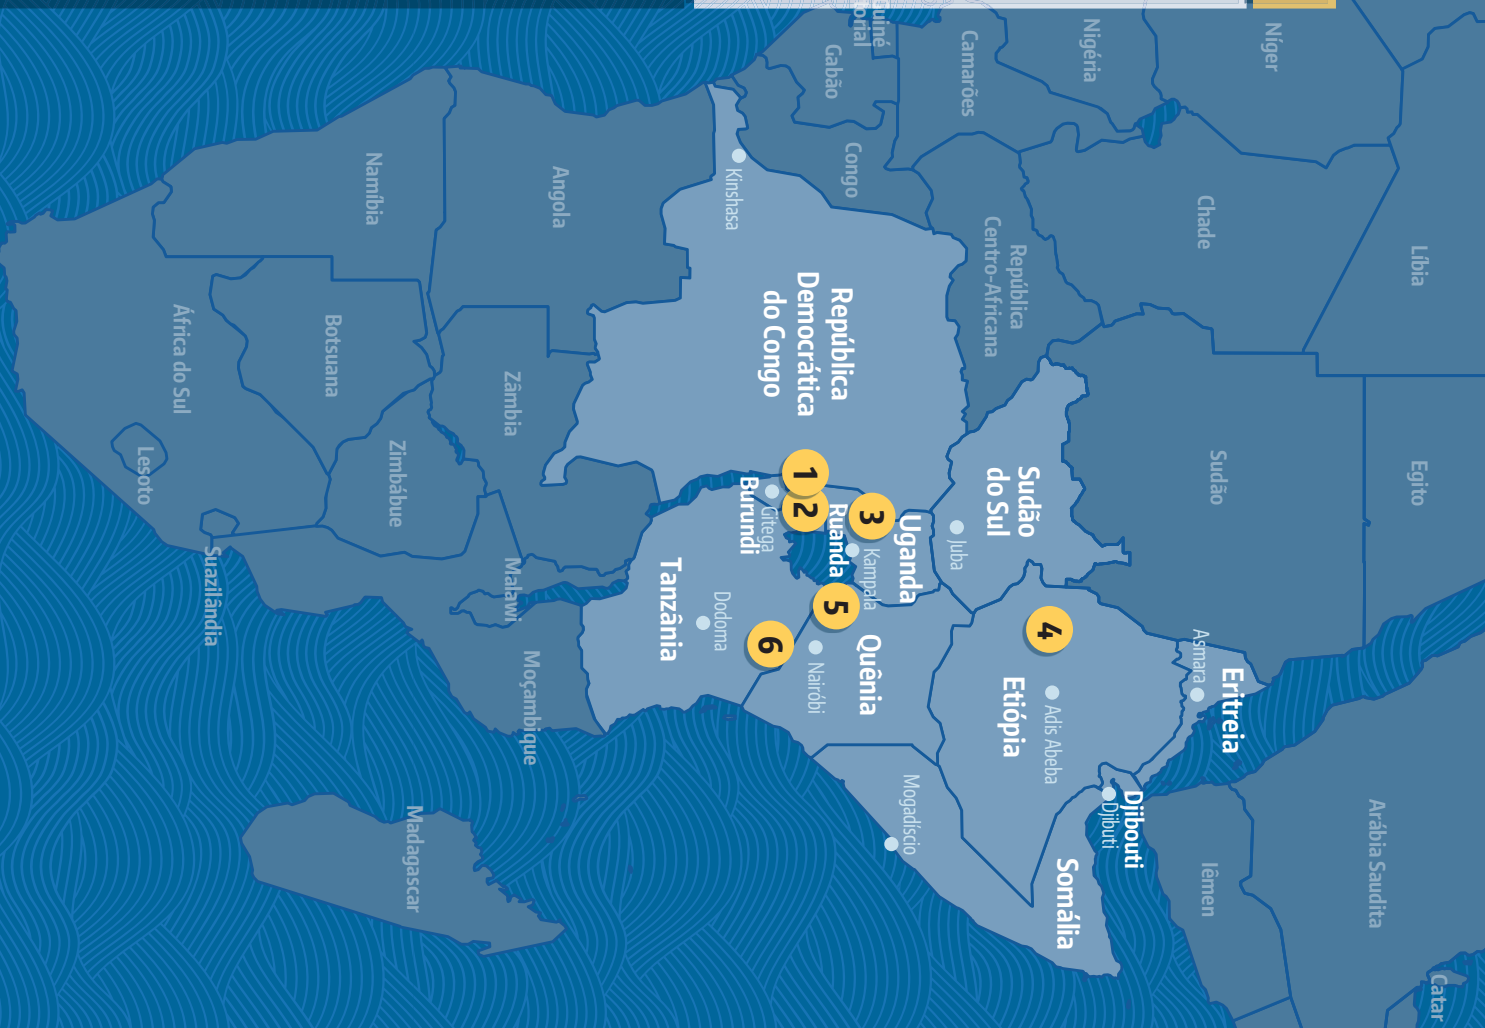 Catar
Líbia
Egito
Arábia Saudita
Níger
Eritreia
Sudão
Chade
Iêmen
Asmara
Djibouti
Djibuti
Nigéria
Somália
Adis Abeba
4
Sudão
do Sul
República
Centro-Africana
Etiópia
Camarões
Juba
Uganda
Mogadíscio
uiné
torial
3
Kampala
Quênia
Congo
República
Democrática
do Congo
Ruanda
5
Gabão
Nairóbi
1
2
6
Gitega
Burundi
Kinshasa
Dodoma
Tanzânia
Angola
Moçambique
Zâmbia
Malawi
Madagascar
Zimbábue
Namíbia
Botsuana
Suazilândia
África do Sul
Lesoto